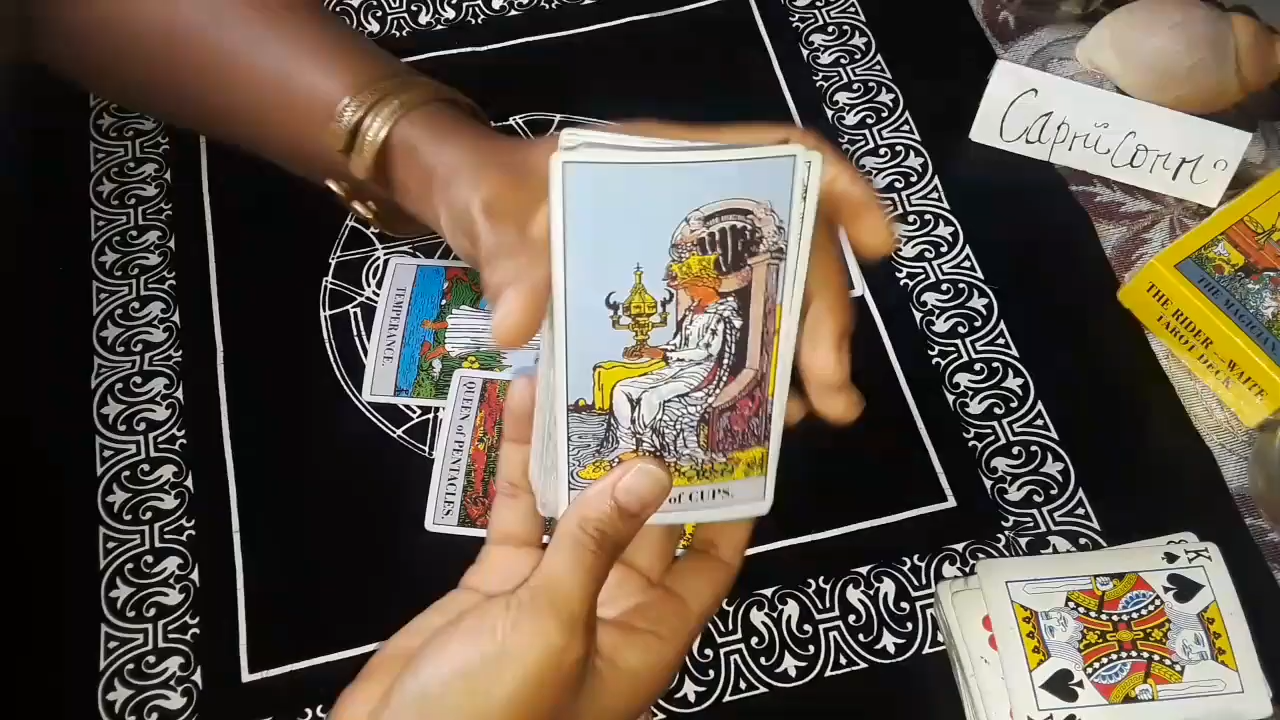 Capricorn
THE MAGICIAN
THE RIDER—WAITE
TAROT DECK
TEMPERANCE.
QUEEN of PENTACLES.
of CUPS.
K